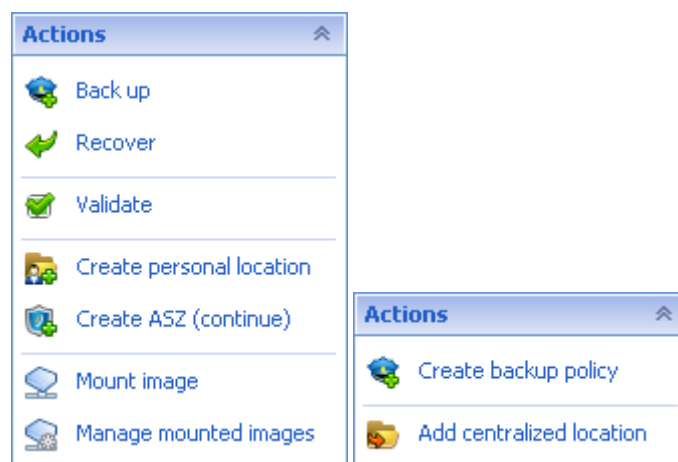 Actions
Back up
Recover
Validate
Create personal location
Create ASZ (continue)
Mount image
Manage mounted images
Actions
Create backup policy
Add centralized location